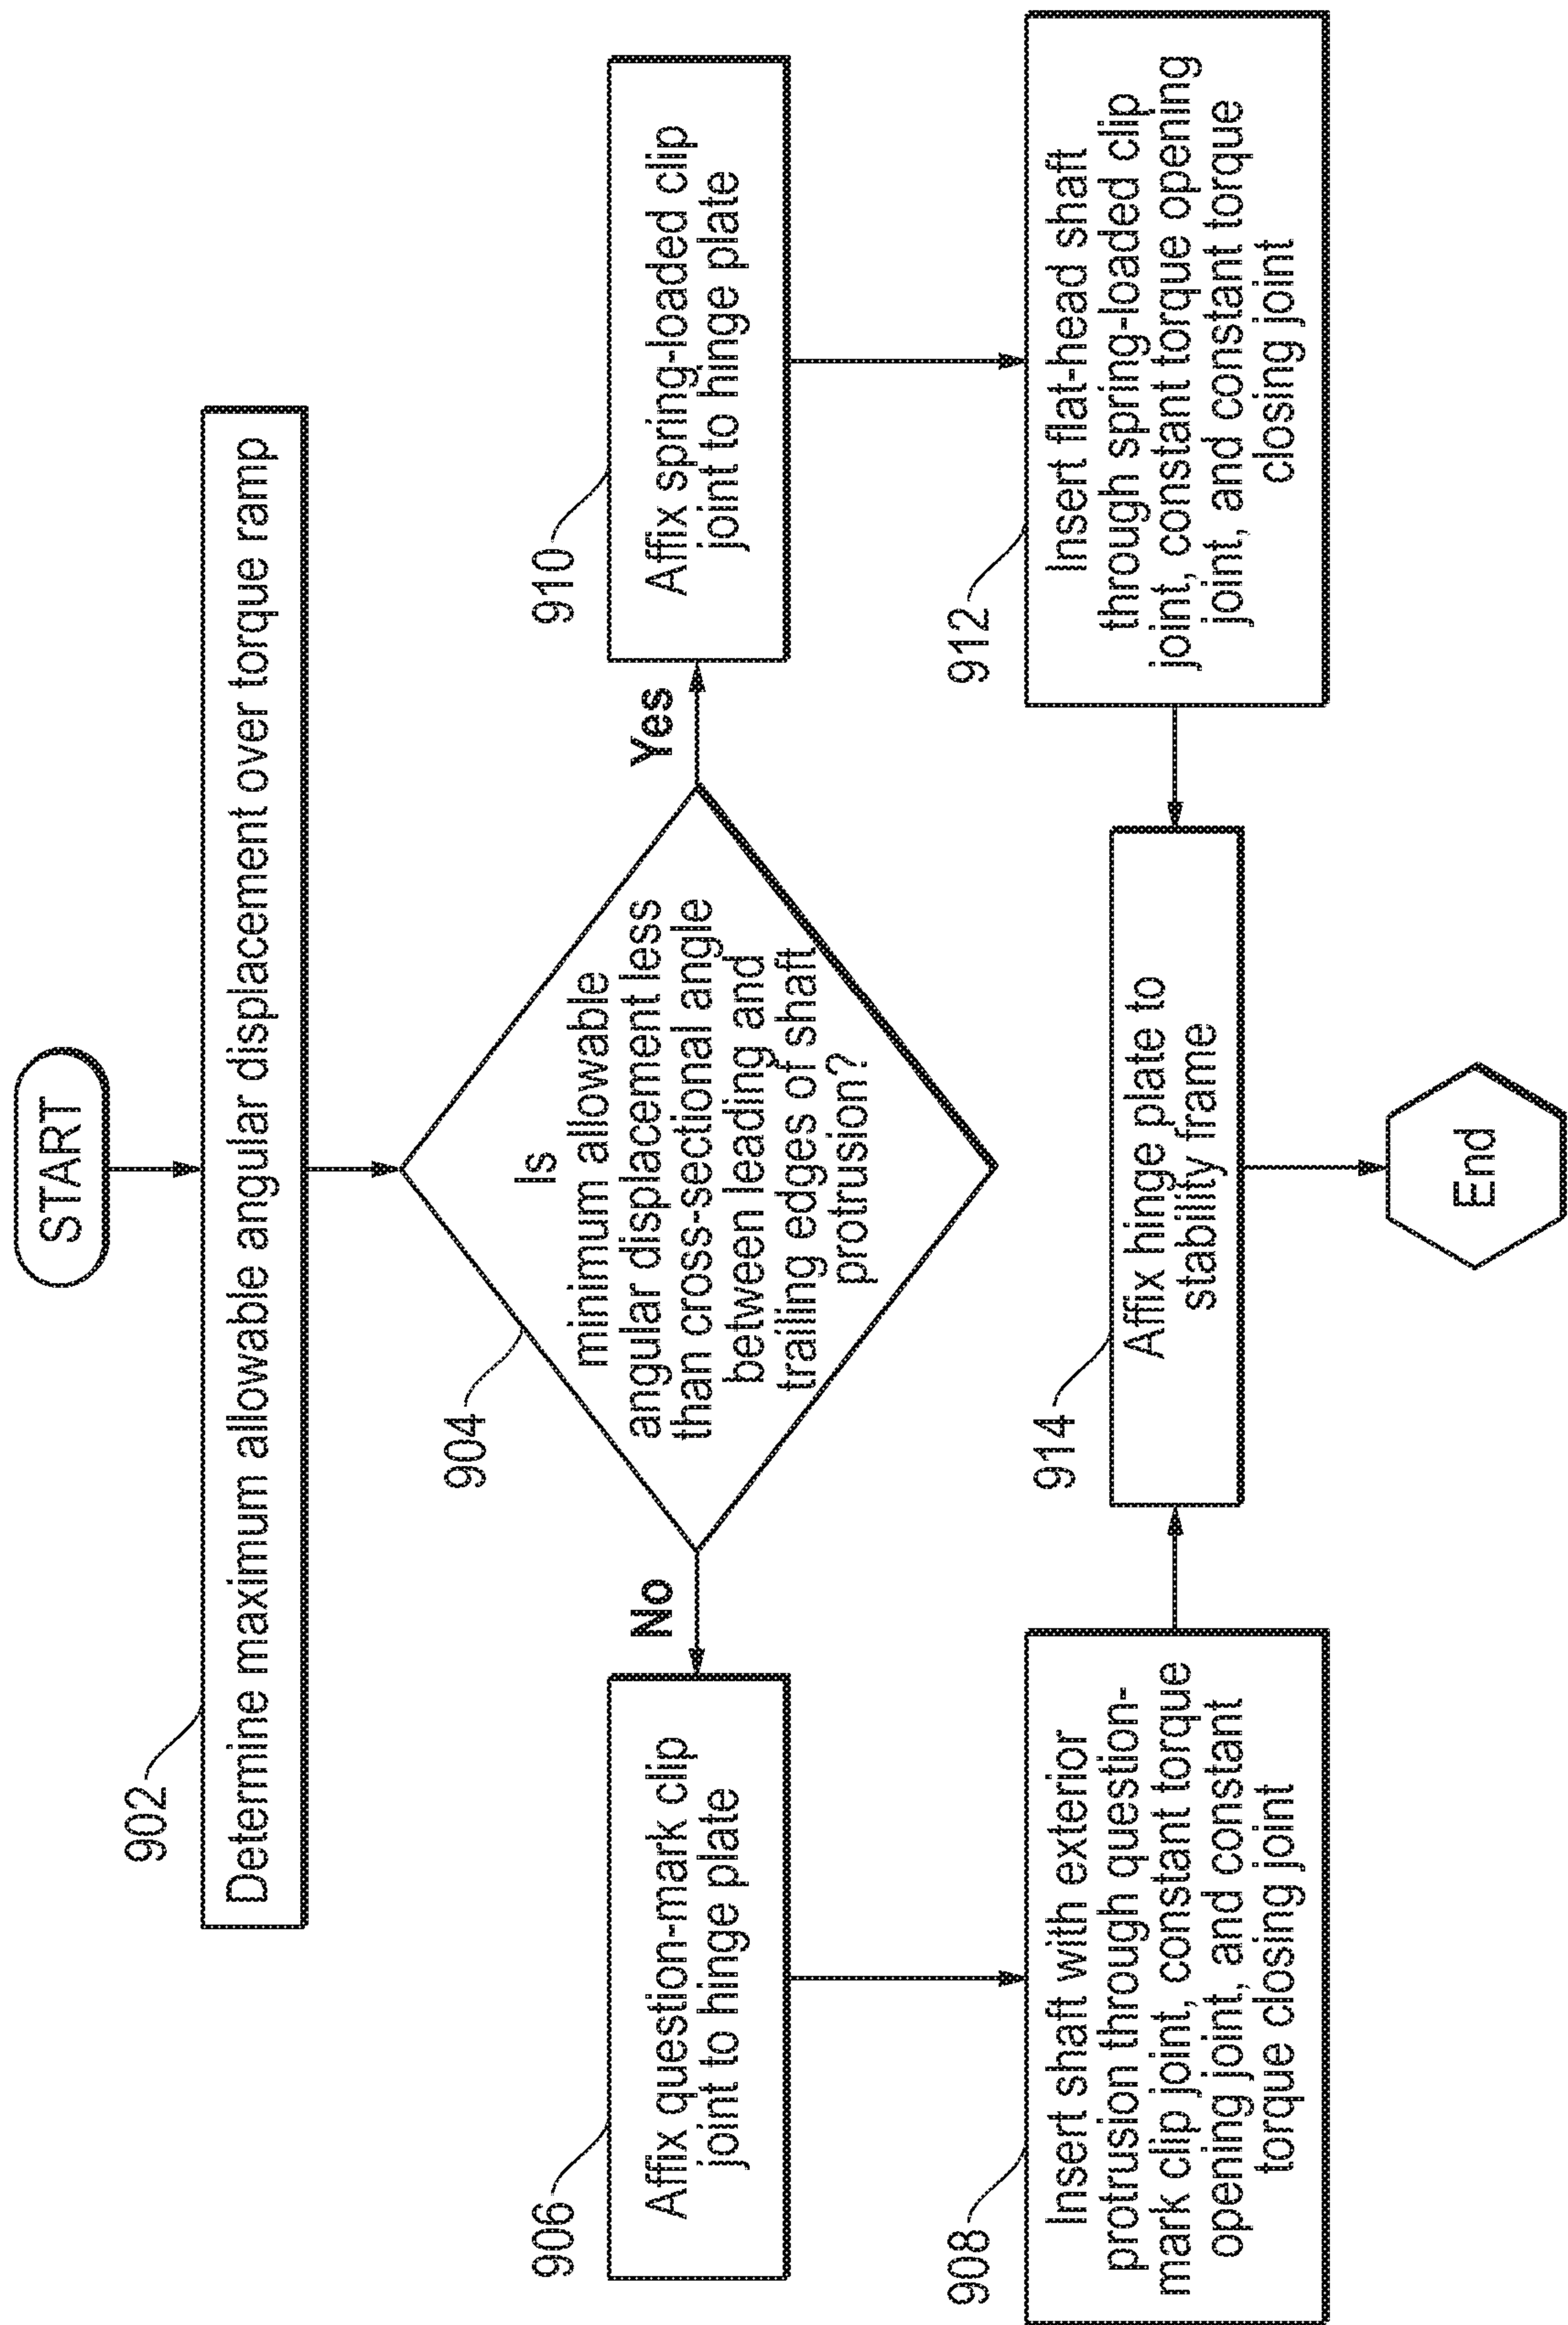 START
902
Determine maximum allowable angular displacement over torque ramp
904
Is
minimum allowable
angular displacement less
than cross-sectional angle
between leading and
trailing edges of shaft
protrusion?
No
Yes
906
Affix question-mark clip
joint to hinge plate
910
Affix spring-loaded clip
joint to hinge plate
908
Insert shaft with exterior
protrusion through question-
mark clip joint, constant torque
opening joint, and constant
torque closing joint
912
Insert flat-head shaft
through spring-loaded clip
joint, constant torque opening
joint, and constant torque
closing joint
914
Affix hinge plate to
stability frame
End